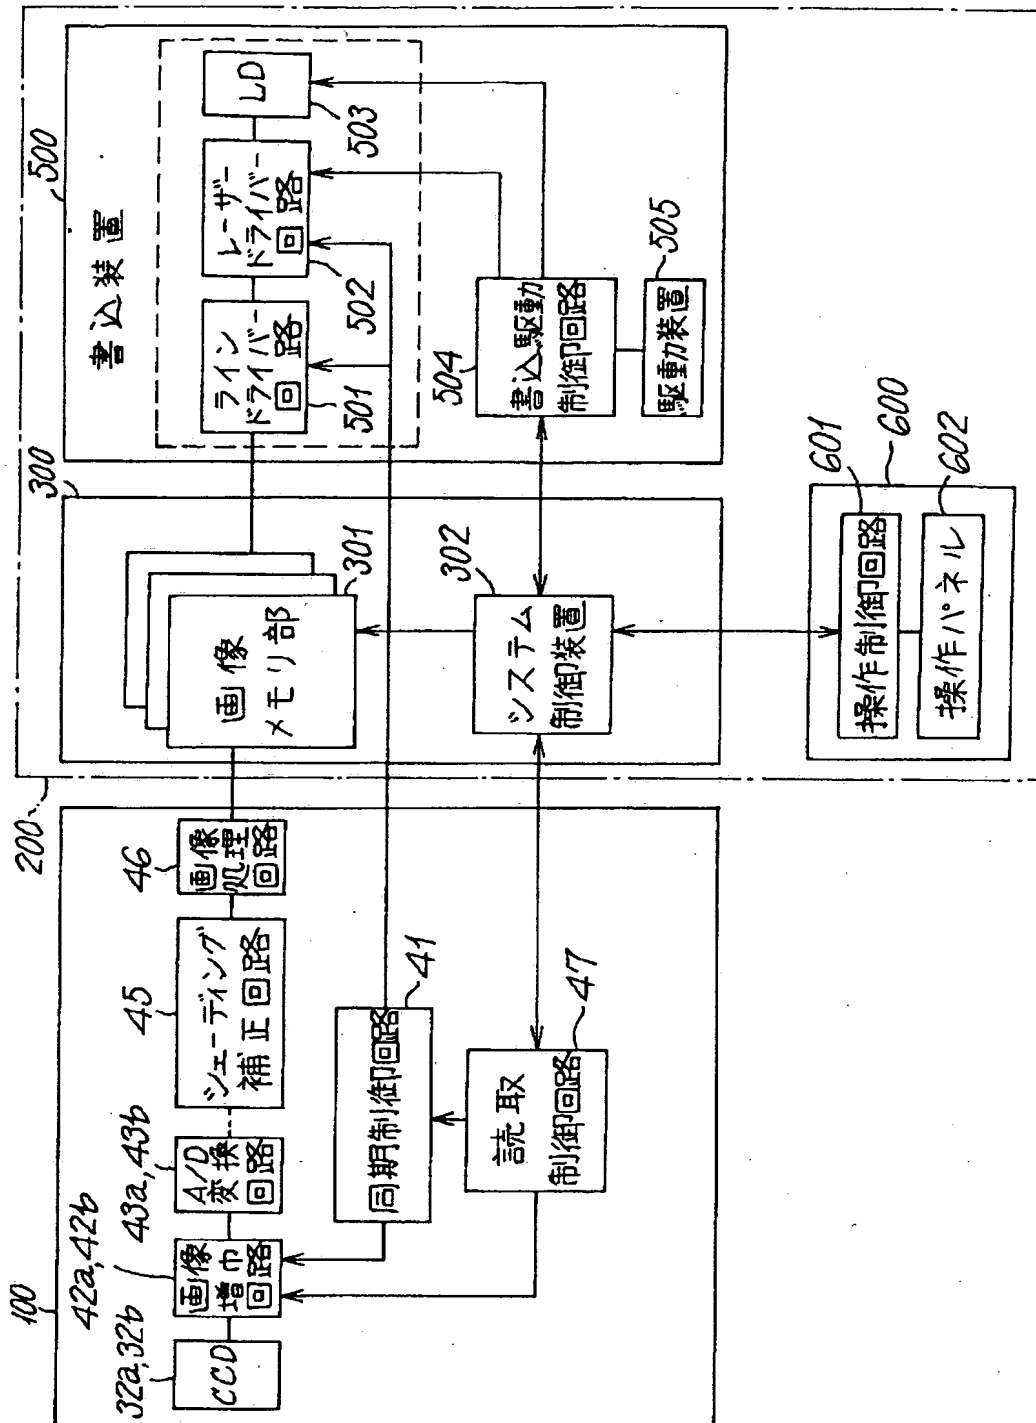 100
32a,32b
CCD
42a,42b
画像
増巾
回路
43a,43b
A/D
変換
回路
45
シェーディング
補正回路
46
画像
処理
回路
同期制御回路
41
読取
制御回路
47
200
300
画像
メモリ部
301
システム
制御装置
302
500
書込装置
ライン
ドライバー
回路
501
レーザー
ドライバー
回路
502
LD
503
504
書込駆動
制御回路
駆動装置
505
操作制御回路
601
600
操作パネル
602